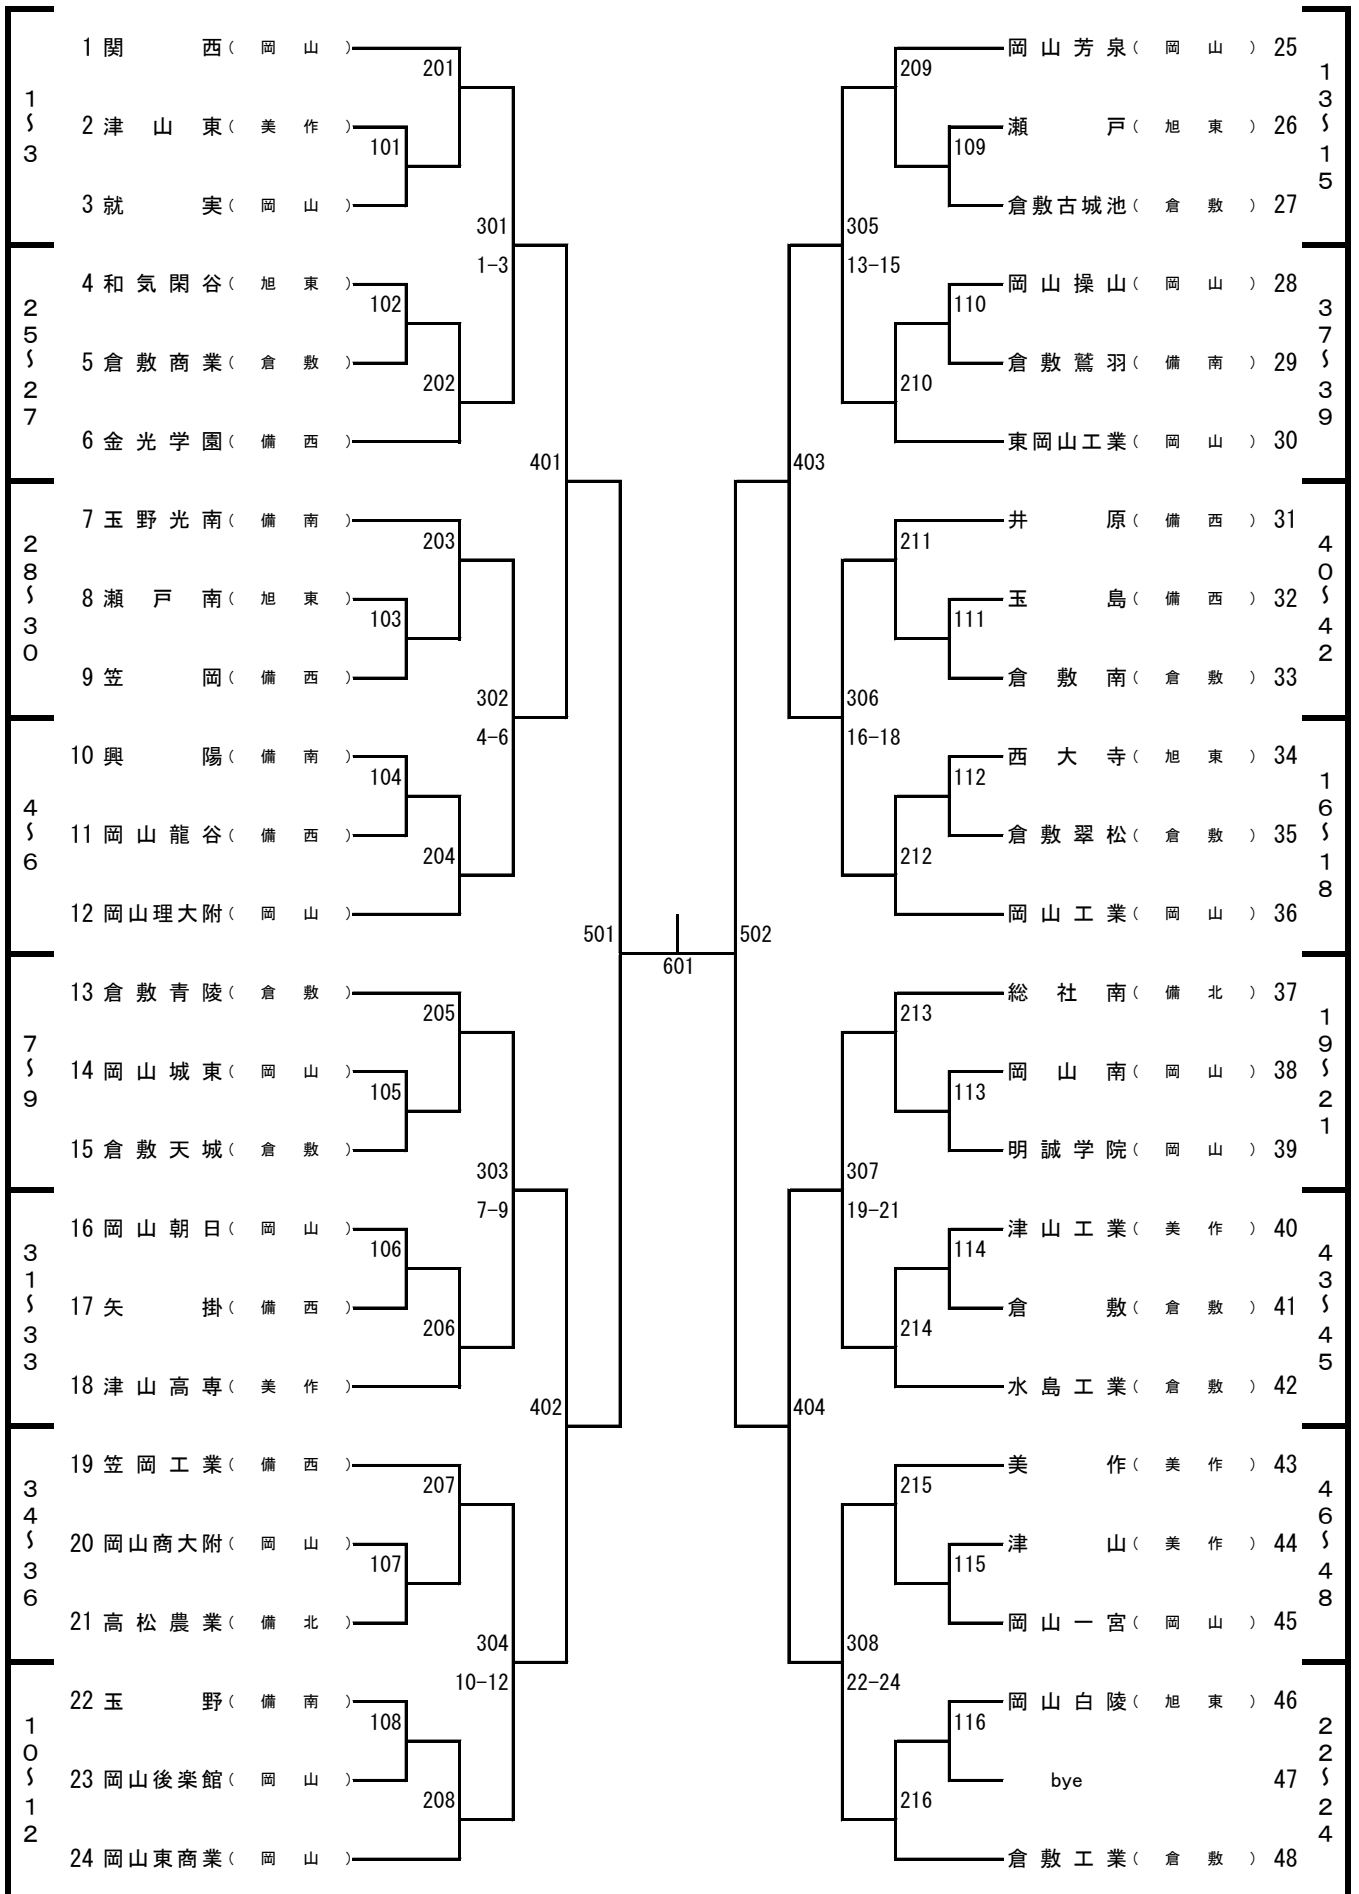 1 関西（岡山）
201
2 津山東（美作）
101
3 就実（岡山）
301
1-3
4 和気閑谷（旭東）
102
5 倉敷商業（倉敷）
202
6 金光学園（備西）
401
7 玉野光南（備南）
203
8 瀬戸南（旭東）
103
9 笠岡（備西）
302
4-6
10 興陽（備南）
104
11 岡山龍谷（備西）
204
12 岡山理大附（岡山）
501
13 倉敷青陵（倉敷）
205
14 岡山城東（岡山）
105
15 倉敷天城（倉敷）
303
7-9
16 岡山朝日（岡山）
106
17 矢掛（備西）
206
18 津山高専（美作）
402
19 笠岡工業（備西）
207
20 岡山商大附（岡山）
107
21 高松農業（備北）
304
10-12
22 玉野（備南）
108
23 岡山後楽館（岡山）
208
24 岡山東商業（岡山）
1～3
25～27
28～30
4～6
7～9
31～33
34～36
10～12
601
岡山芳泉（岡山） 25
209
瀬戸（旭東） 26
109
倉敷古城池（倉敷） 27
305
13-15
岡山操山（岡山） 28
110
倉敷鷲羽（備南） 29
210
東岡山工業（岡山） 30
403
井原（備西） 31
211
玉島（備西） 32
111
倉敷南（倉敷） 33
306
16-18
西大寺（旭東） 34
112
倉敷翠松（倉敷） 35
212
岡山工業（岡山） 36
502
総社南（備北） 37
213
岡山南（岡山） 38
113
明誠学院（岡山） 39
307
19-21
津山工業（美作） 40
114
倉敷（倉敷） 41
214
水島工業（倉敷） 42
404
美作（美作） 43
215
津山（美作） 44
115
岡山一宮（岡山） 45
308
22-24
岡山白陵（旭東） 46
116
bye 47
216
倉敷工業（倉敷） 48
13～15
37～39
40～42
16～18
19～21
43～45
46～48
22～24